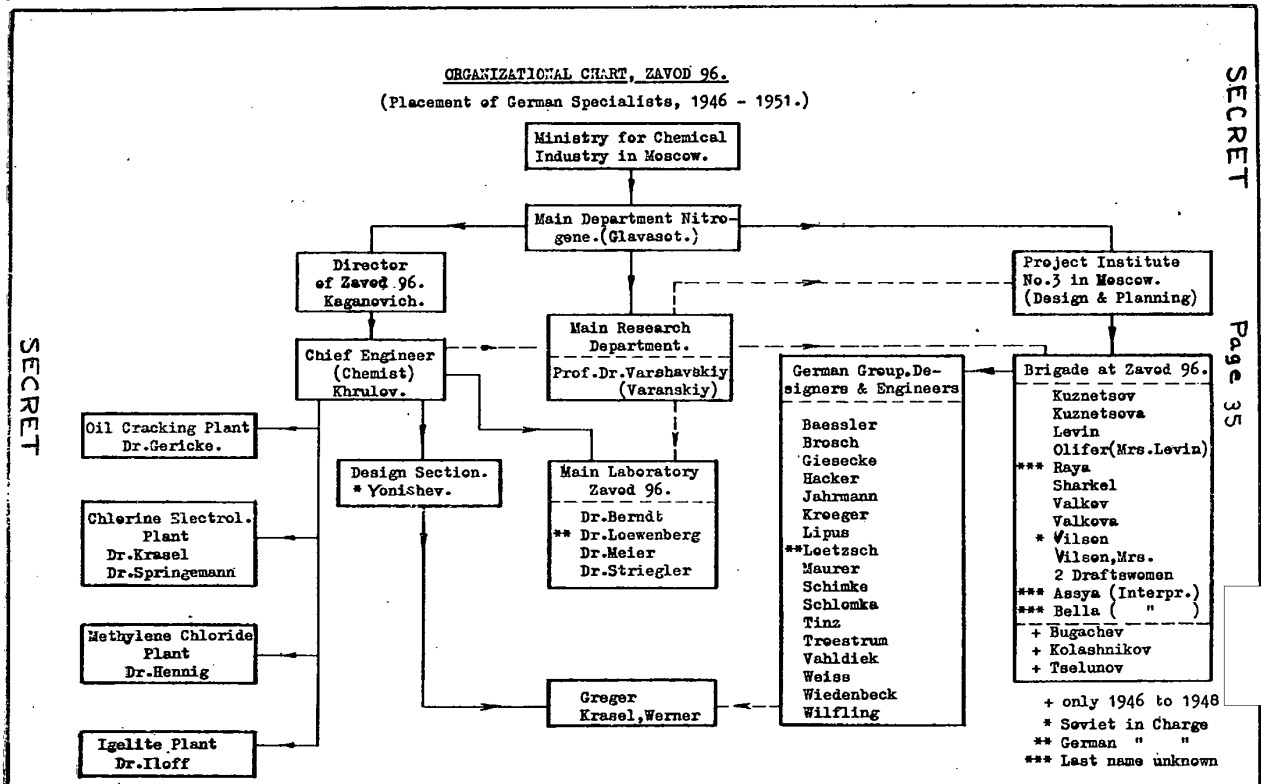 SECRET
SECRET
Page 35
ORGANIZATIONAL CHART, ZAVOD 96.
(Placement of German Specialists, 1946 - 1951.)
Ministry for Chemical
Industry in Moscow.
Main Department Nitro-
gene.(Glavasot.)
Director
of Zavod 96.
Kaganovich.
Project Institute
No.3 in Moscow.
(Design & Planning)
Main Research
Department.
Prof.Dr.Varshavskiy
(Varanskiy)
Chief Engineer
(Chemist)
Khrulov.
German Group.De-
signers & Engineers
Baessler
Brosch
Giesecke
Hacker
Jahrmann
Kroeger
Lipus
**Loetzsch
Maurer
Schimke
Schlomka
Tinz
Troestrum
Vahldiek
Weiss
Wiedenbeck
Wilfling
Brigade at Zavod 96.
Kuznetsov
Kuznetsova
Levin
Olifer(Mrs.Levin)
*** Raya
Sharkel
Valkov
Valkova
* Vilson
Vilson,Mrs.
2 Draftswomen
*** Assya (Interpr.)
*** Bella ( " )
+ Bugachev
+ Kolashnikov
+ Tselunov
Oil Cracking Plant
Dr.Gericke.
Design Section.
* Yonishev.
Main Laboratory
Zavod 96.
Dr.Berndt
** Dr.Loewenberg
Dr.Meier
Dr.Striegler
Chlorine Electrol.
Plant
Dr.Krasel
Dr.Springemann
Methylene Chloride
Plant
Dr.Hennig
Greger
Krasel,Werner
Igelite Plant
Dr.Iloff
+ only 1946 to 1948
* Soviet in Charge
** German " "
*** Last name unknown